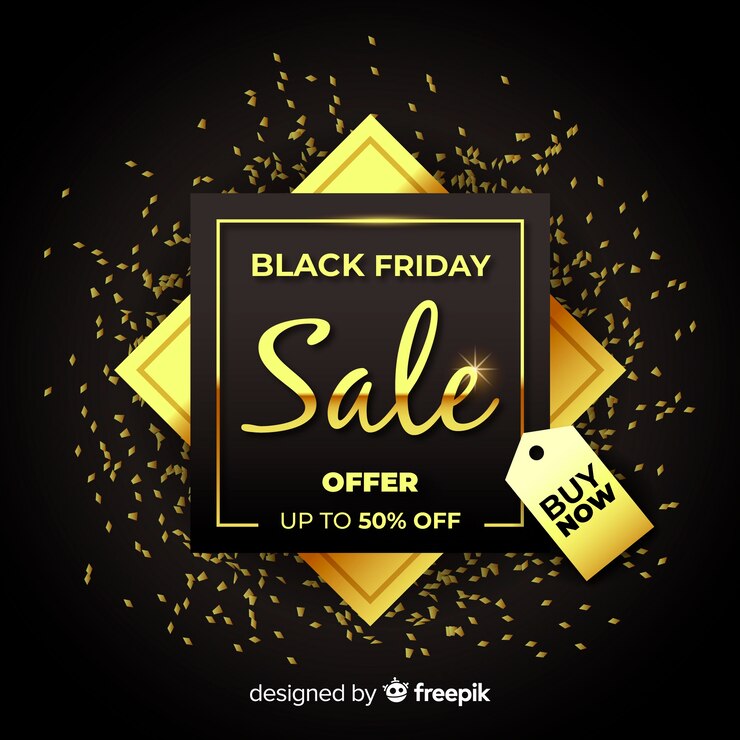 BLACK FRIDAY
Sale
OFFER
UP TO 50% OFF
BUY
NOW
designed by freepik